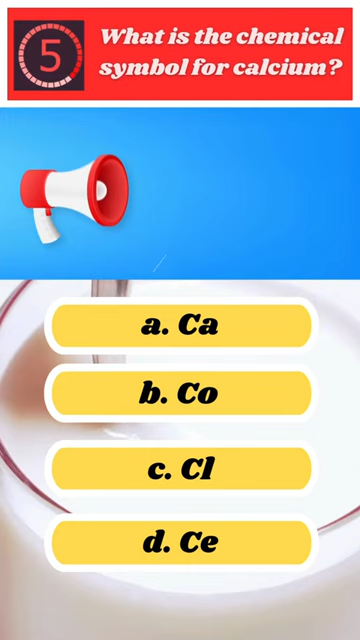 5
What is the chemical
symbol for calcium?
a. Ca
b. Co
c. Cl
d. Ce